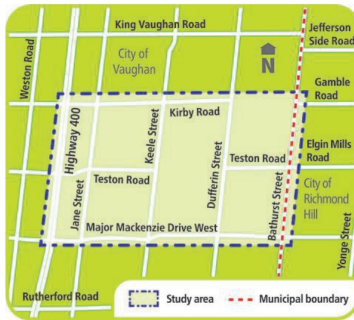 King Vaughan Road
Jefferson
Side Road
Weston Road
City of
Vaughan
N
Gamble
Road
Highway 400
Keele Street
Kirby Road
Dufferin Street
Elgin Mills
Road
Teston Road
Teston Road
Jane Street
Bathurst Street
City of
Richmond
Hill
Major Mackenzie Drive West
Yonge Street
Rutherford Road
Study area
Municipal boundary